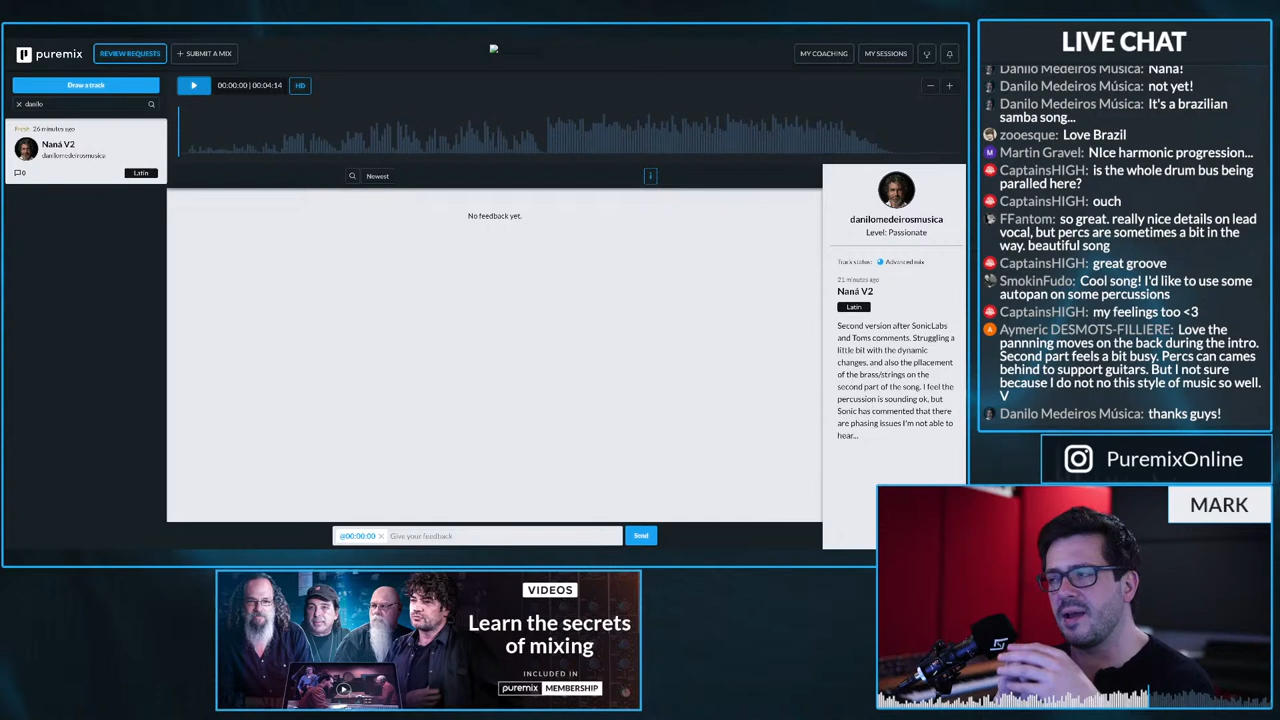 puremix
REVIEW REQUESTS
+ SUBMIT A MIX
MY COACHING
MY SESSIONS
Draw a track
danilo
Fresh 26 minutes ago
Naná V2
danilomedeirosmusica
0
Latin
00:00:00 | 00:04:14
HD
Newest
No feedback yet.
@00:00:00
Give your feedback
Send
danilomedeirosmusica
Level: Passionate
Track status: Advanced mix
21 minutes ago
Naná V2
Latin
Second version after SonicLabs
and Toms comments. Struggling a
little bit with the dynamic
changes, and also the pllacement
of the brass/strings on the
second part of the song. I feel the
percussion is sounding ok, but
Sonic has commented that there
are phasing issues I'm not able to
hear...
LIVE CHAT
Danilo Medeiros Música: Naná!
Danilo Medeiros Música: not yet!
Danilo Medeiros Música: It's a brazilian
samba song...
zooesque: Love Brazil
Martin Gravel: NIce harmonic progression...
CaptainsHIGH: is the whole drum bus being
paralled here?
CaptainsHIGH: ouch
FFantom: so great. really nice details on lead
vocal, but percs are sometimes a bit in the
way. beautiful song
CaptainsHIGH: great groove
SmokinFudo: Cool song! I'd like to use some
autopan on some percussions
CaptainsHIGH: my feelings too <3
Aymeric DESMOTS-FILLIERE: Love the
pannning moves on the back during the intro.
Second part feels a bit busy. Percs can cames
behind to support guitars. But I not sure
because I do not no this style of music so well.
V
Danilo Medeiros Música: thanks guys!
PuremixOnline
MARK
VIDEOS
Learn the secrets
of mixing
INCLUDED IN
puremix MEMBERSHIP